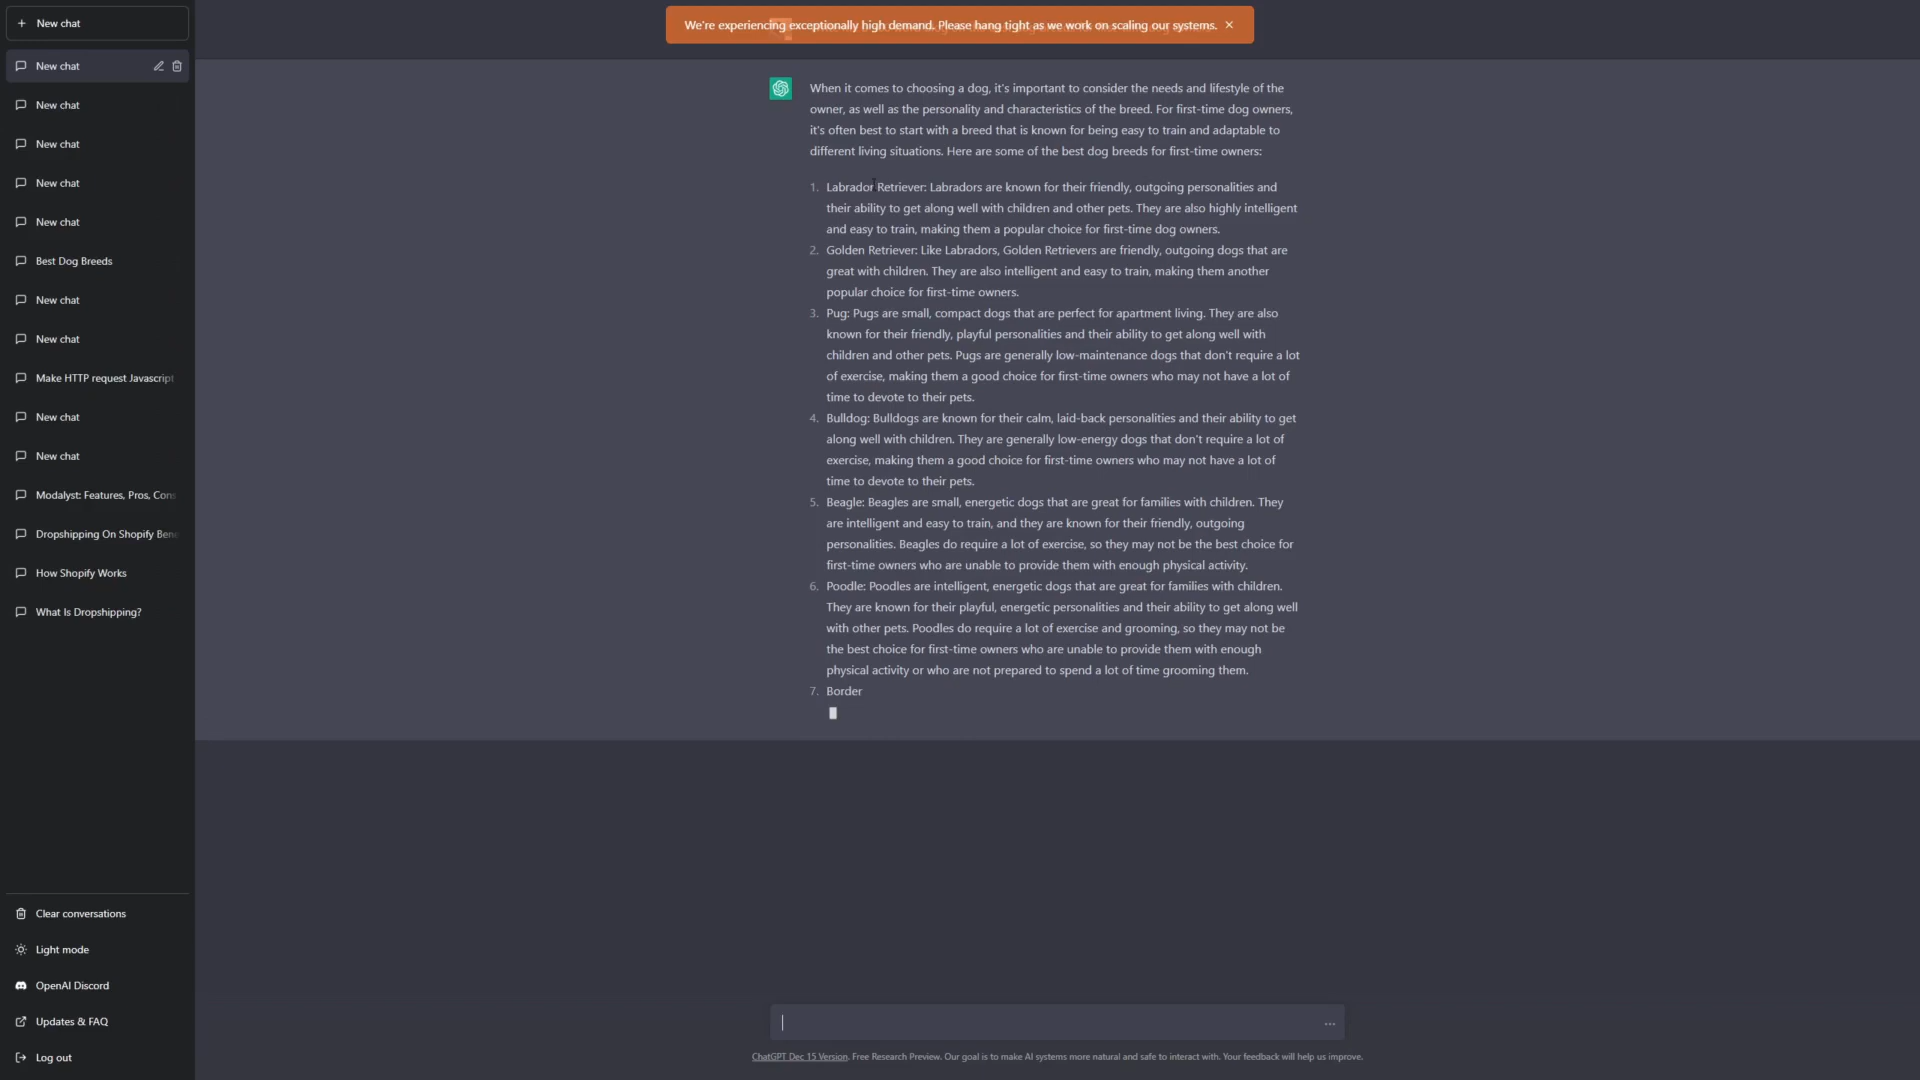 New chat
New chat
New chat
New chat
New chat
New chat
Best Dog Breeds
New chat
New chat
Make HTTP request Javascript
New chat
New chat
Modalyst: Features, Pros, Cons
Dropshipping On Shopify Bene
How Shopify Works
What Is Dropshipping?
Clear conversations
Light mode
OpenAI Discord
Updates & FAQ
Log out
We're experiencing exceptionally high demand. Please hang tight as we work on scaling our systems.
When it comes to choosing a dog, it's important to consider the needs and lifestyle of the
owner, as well as the personality and characteristics of the breed. For first-time dog owners,
it's often best to start with a breed that is known for being easy to train and adaptable to
different living situations. Here are some of the best dog breeds for first-time owners:
1. Labrador Retriever: Labradors are known for their friendly, outgoing personalities and
their ability to get along well with children and other pets. They are also highly intelligent
and easy to train, making them a popular choice for first-time dog owners.
2. Golden Retriever: Like Labradors, Golden Retrievers are friendly, outgoing dogs that are
great with children. They are also intelligent and easy to train, making them another
popular choice for first-time owners.
3. Pug: Pugs are small, compact dogs that are perfect for apartment living. They are also
known for their friendly, playful personalities and their ability to get along well with
children and other pets. Pugs are generally low-maintenance dogs that don't require a lot
of exercise, making them a good choice for first-time owners who may not have a lot of
time to devote to their pets.
4. Bulldog: Bulldogs are known for their calm, laid-back personalities and their ability to get
along well with children. They are generally low-energy dogs that don't require a lot of
exercise, making them a good choice for first-time owners who may not have a lot of
time to devote to their pets.
5. Beagle: Beagles are small, energetic dogs that are great for families with children. They
are intelligent and easy to train, and they are known for their friendly, outgoing
personalities. Beagles do require a lot of exercise, so they may not be the best choice for
first-time owners who are unable to provide them with enough physical activity.
6. Poodle: Poodles are intelligent, energetic dogs that are great for families with children.
They are known for their playful, energetic personalities and their ability to get along well
with other pets. Poodles do require a lot of exercise and grooming, so they may not be
the best choice for first-time owners who are unable to provide them with enough
physical activity or who are not prepared to spend a lot of time grooming them.
7. Border
ChatGPT Dec 15 Version. Free Research Preview. Our goal is to make AI systems more natural and safe to interact with. Your feedback will help us improve.